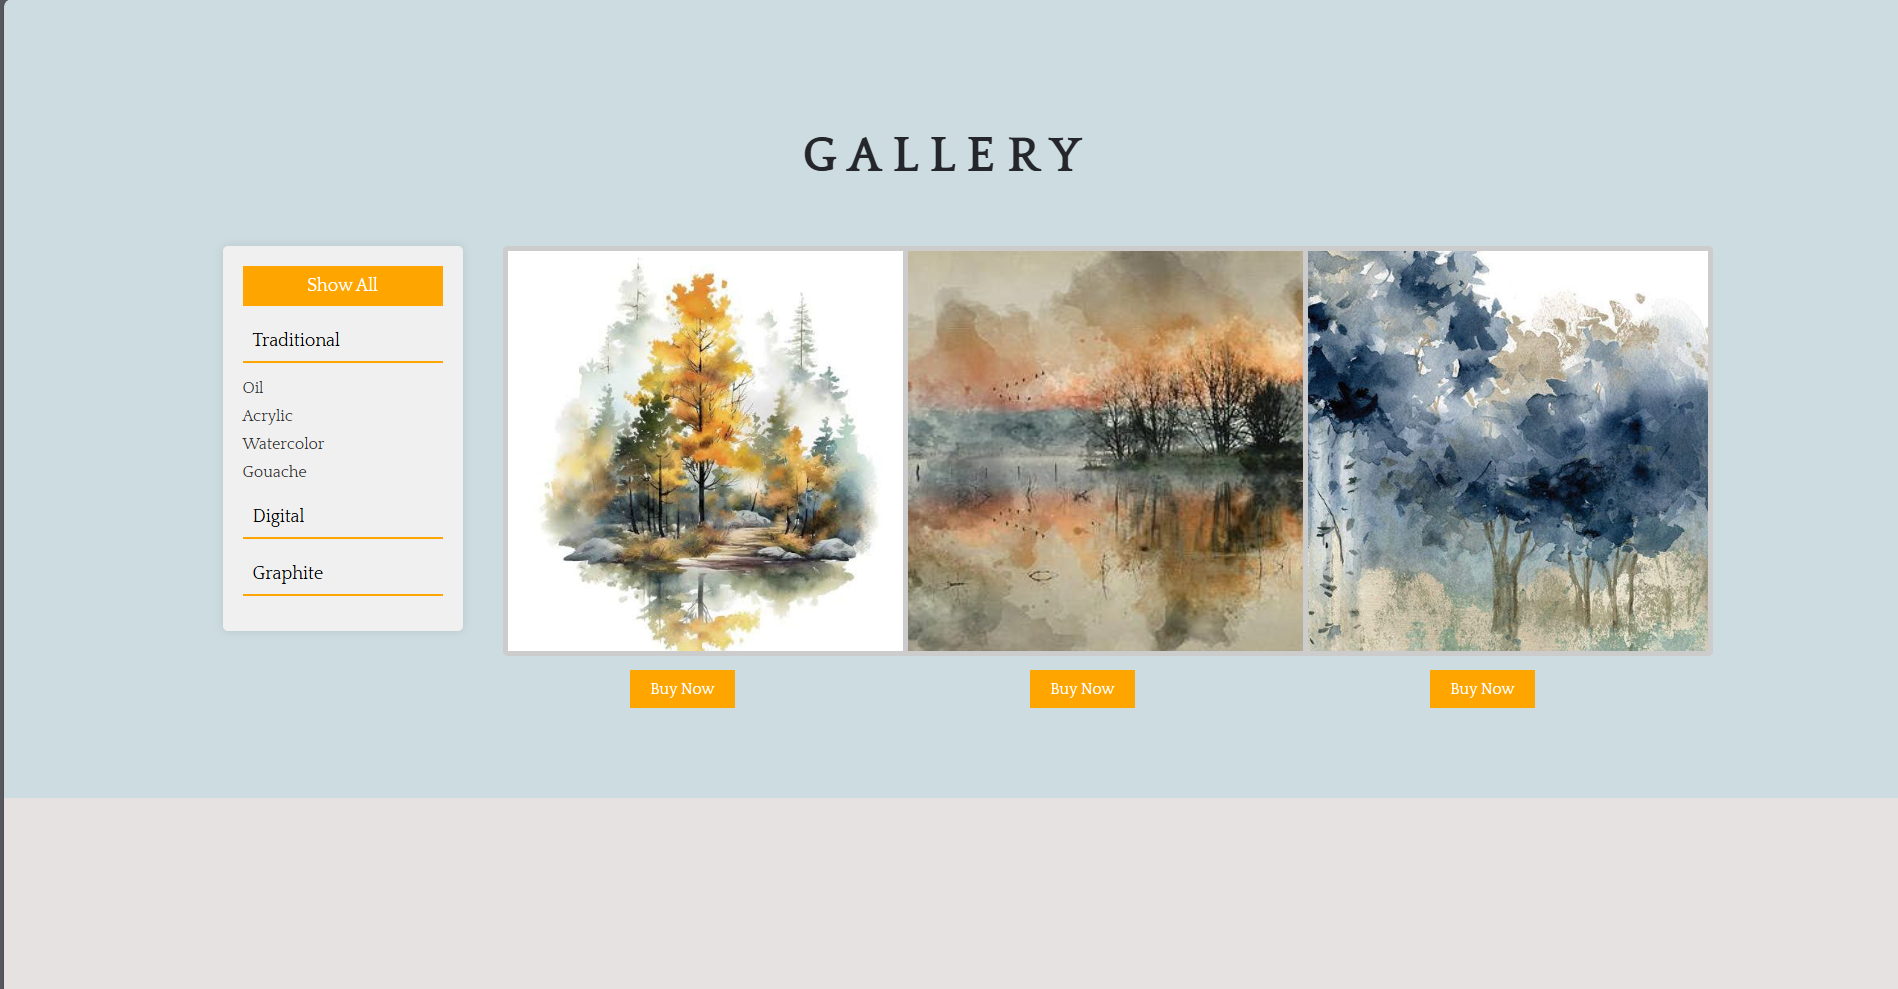 GALLERY
Show All
Traditional
Oil
Acrylic
Watercolor
Gouache
Digital
Graphite
Buy Now
Buy Now
Buy Now